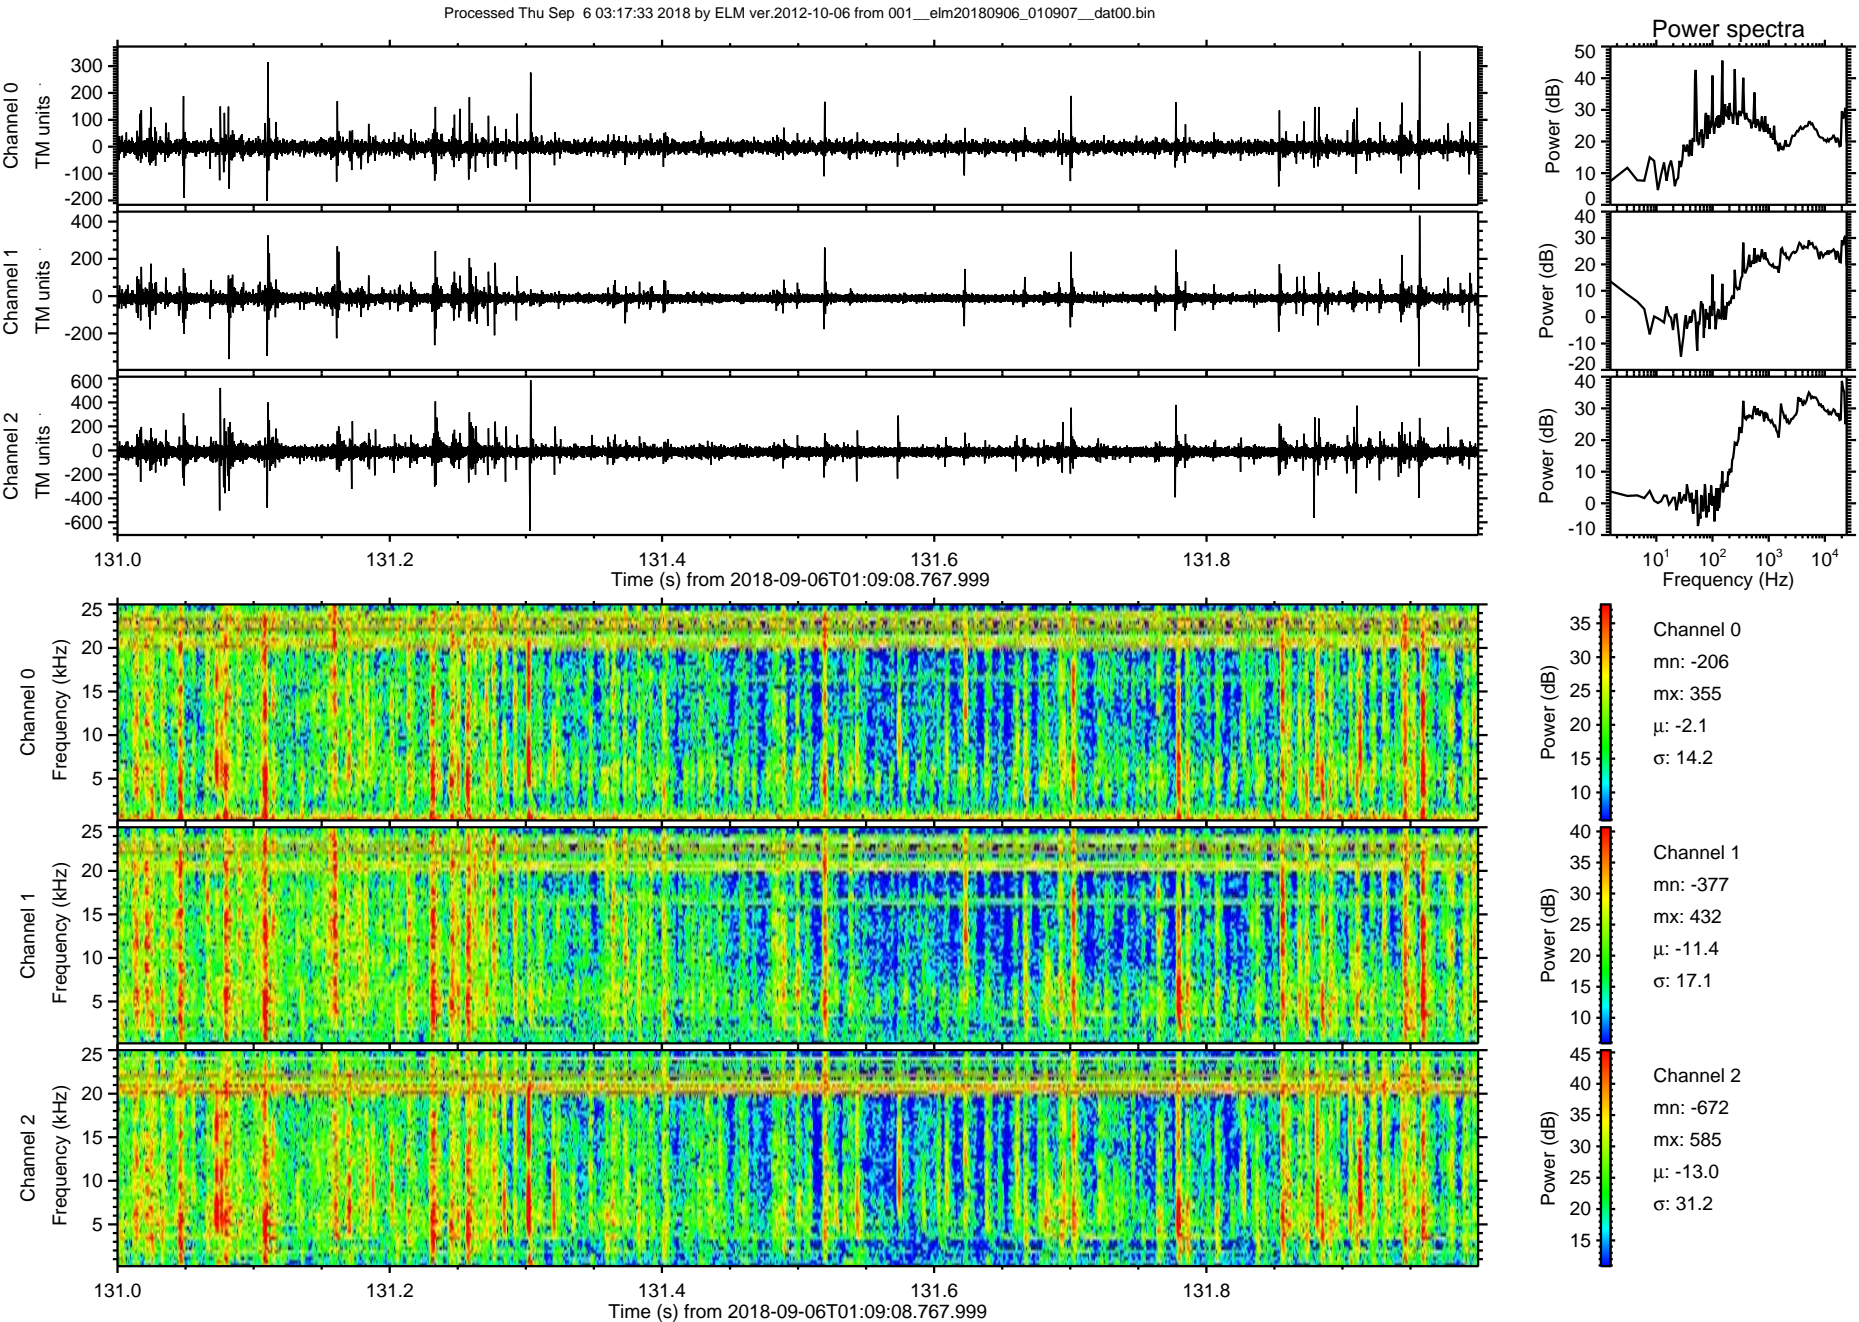 Processed Thu Sep  6 03:17:33 2018 by ELM ver.2012-10-06 from 001__elm20180906_010907__dat00.bin
Power spectra
Channel 0
TM units
300
200
100
0
-100
-200
Power (dB)
50
40
30
20
10
0
Channel 1
TM units
400
200
0
-200
Power (dB)
40
30
20
10
0
-10
-20
Channel 2
TM units
600
400
200
0
-200
-400
-600
Power (dB)
40
30
20
10
0
-10
131.0 131.2 131.4 131.6 131.8
Time (s) from 2018-09-06T01:09:08.767.999
10¹ 10² 10³ 10⁴
Frequency (Hz)
Channel 0
Frequency (kHz)
25
20
15
10
5
Power (dB)
35
30
25
20
15
10
Channel 0
mn: -206
mx: 355
μ: -2.1
σ: 14.2
Channel 1
Frequency (kHz)
25
20
15
10
5
Power (dB)
40
35
30
25
20
15
10
Channel 1
mn: -377
mx: 432
μ: -11.4
σ: 17.1
Channel 2
Frequency (kHz)
25
20
15
10
5
Power (dB)
45
40
35
30
25
20
15
Channel 2
mn: -672
mx: 585
μ: -13.0
σ: 31.2
131.0 131.2 131.4 131.6 131.8
Time (s) from 2018-09-06T01:09:08.767.999